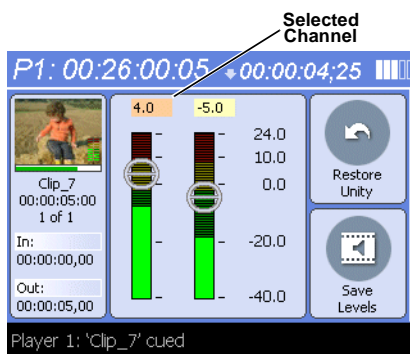 Selected
Channel
P1: 00:26:00:05 00:00:04;25
4.0 -5.0
24.0
10.0
0.0
-20.0
-40.0
Clip_7
00:00:05:00
1 of 1
In:
00:00:00,00
Out:
00:00:05,00
Restore
Unity
Save
Levels
Player 1: 'Clip_7' cued